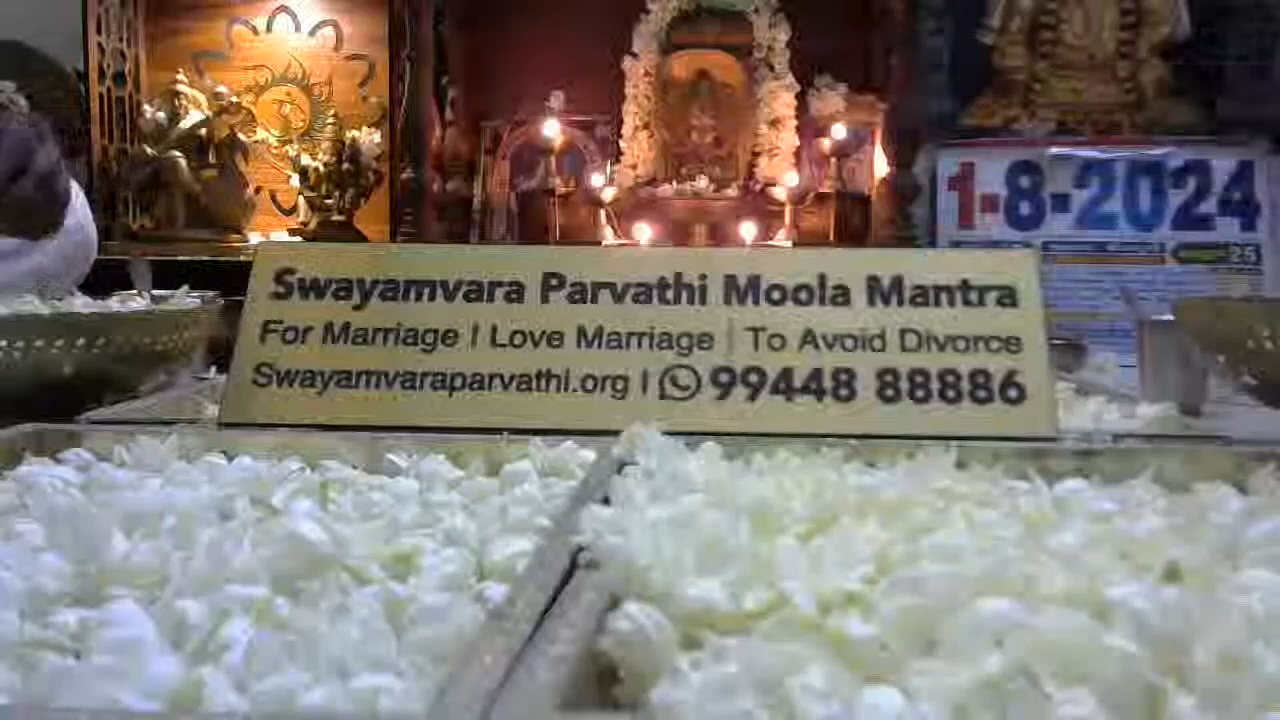 1-8-2024
25
Swayamvara Parvathi Moola Mantra
For Marriage | Love Marriage | To Avoid Divorce
Swayamvaraparvathi.org | 99448 88886